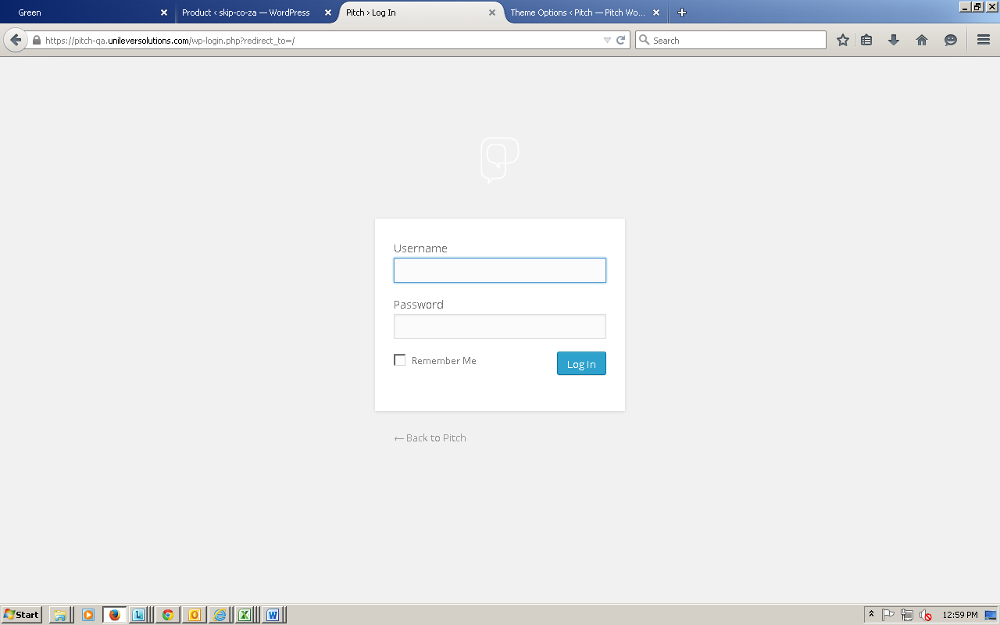 Green
Product ‹ skip-co-za — WordPress
Pitch › Log In
Theme Options ‹ Pitch — Pitch Wo...
https://pitch-qa.unileversolutions.com/wp-login.php?redirect_to=/
Search
Username
Password
Remember Me
Log In
← Back to Pitch
Start
12:59 PM